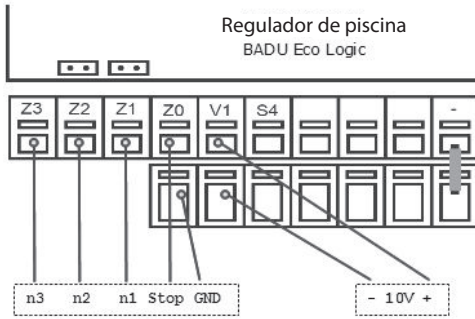 Regulador de piscina
BADU Eco Logic
Z3 Z2 Z1 Z0 V1 S4 -
n3 n2 n1 Stop GND - 10V +